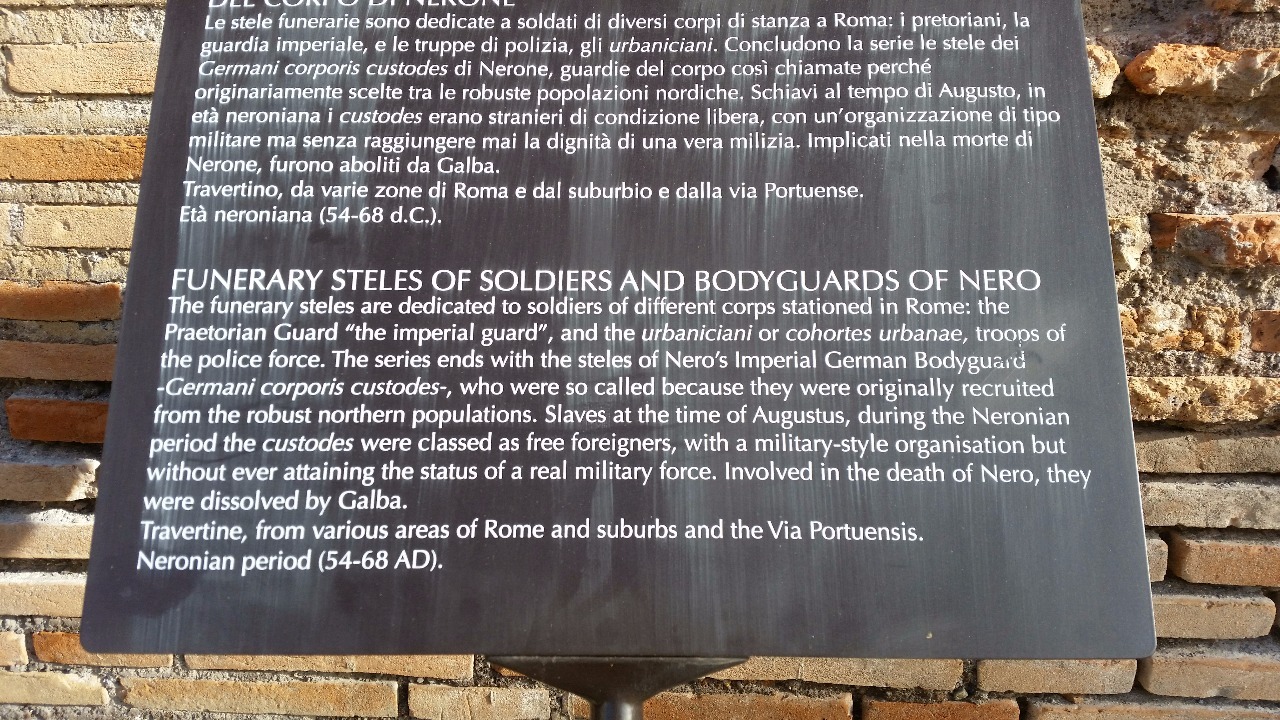 DEL CORPO DI NERONE
Le stele funerarie sono dedicate a soldati di diversi corpi di stanza a Roma: i pretoriani, la
guardia imperiale, e le truppe di polizia, gli urbaniciani. Concludono la serie le stele dei
Germani corporis custodes di Nerone, guardie del corpo così chiamate perché
originariamente scelte tra le robuste popolazioni nordiche. Schiavi al tempo di Augusto, in
età neroniana i custodes erano stranieri di condizione libera, con un'organizzazione di tipo
militare ma senza raggiungere mai la dignità di una vera milizia. Implicati nella morte di
Nerone, furono aboliti da Galba.
Travertino, da varie zone di Roma e dal suburbio e dalla via Portuense.
Età neroniana (54-68 d.C.).
FUNERARY STELES OF SOLDIERS AND BODYGUARDS OF NERO
The funerary steles are dedicated to soldiers of different corps stationed in Rome: the
Praetorian Guard “the imperial guard”, and the urbaniciani or cohortes urbanae, troops of
the police force. The series ends with the steles of Nero's Imperial German Bodyguard
-Germani corporis custodes-, who were so called because they were originally recruited
from the robust northern populations. Slaves at the time of Augustus, during the Neronian
period the custodes were classed as free foreigners, with a military-style organisation but
without ever attaining the status of a real military force. Involved in the death of Nero, they
were dissolved by Galba.
Travertine, from various areas of Rome and suburbs and the Via Portuensis.
Neronian period (54-68 AD).